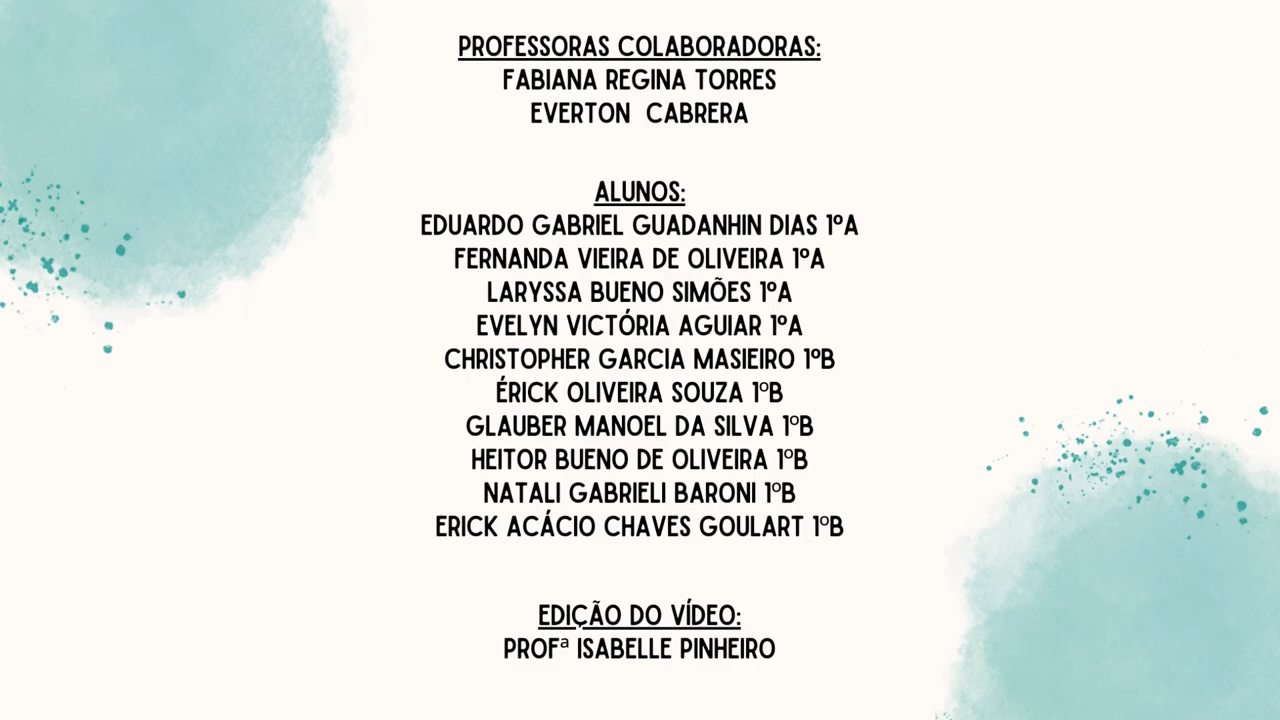 PROFESSORAS COLABORADORAS:
FABIANA REGINA TORRES
EVERTON CABRERA
ALUNOS:
EDUARDO GABRIEL GUADANHIN DIAS 1ºA
FERNANDA VIEIRA DE OLIVEIRA 1ºA
LARYSSA BUENO SIMÕES 1ºA
EVELYN VICTÓRIA AGUIAR 1ºA
CHRISTOPHER GARCIA MASIEIRO 1ºB
ÉRICK OLIVEIRA SOUZA 1ºB
GLAUBER MANOEL DA SILVA 1ºB
HEITOR BUENO DE OLIVEIRA 1ºB
NATALI GABRIELI BARONI 1ºB
ERICK ACÁCIO CHAVES GOULART 1ºB
EDIÇÃO DO VÍDEO:
PROFª ISABELLE PINHEIRO